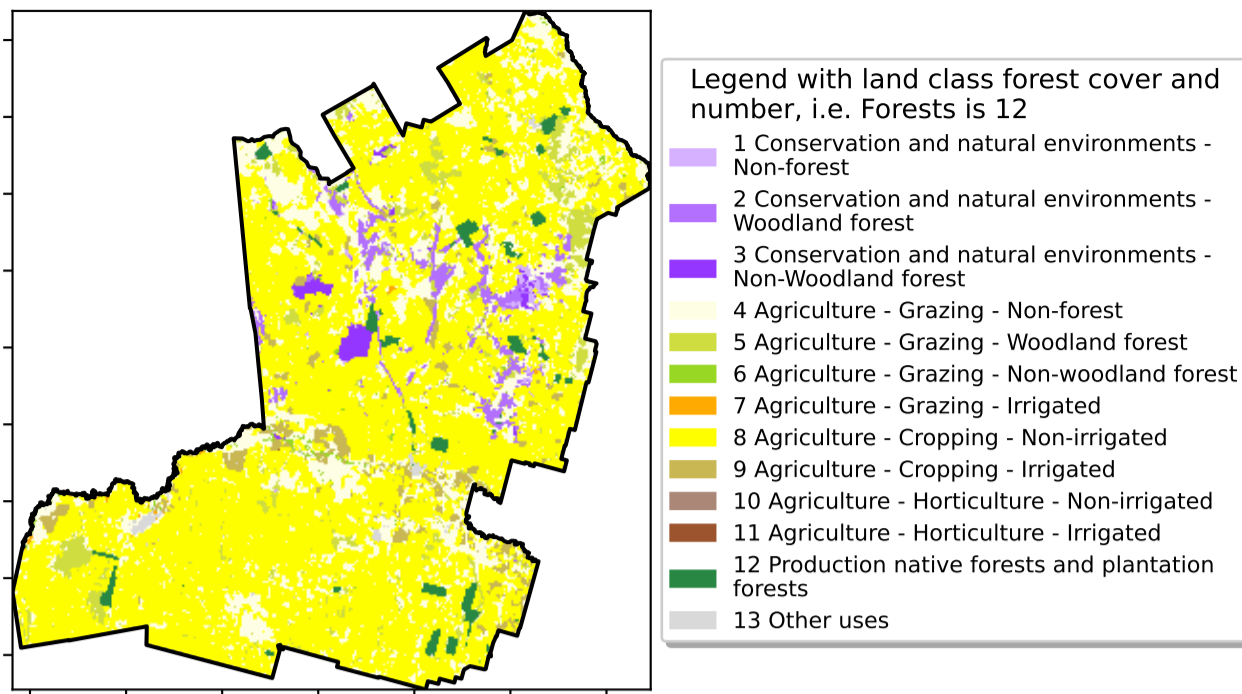 Legend with land class forest cover and
number, i.e. Forests is 12
1 Conservation and natural environments -
Non-forest
2 Conservation and natural environments -
Woodland forest
3 Conservation and natural environments -
Non-Woodland forest
4 Agriculture - Grazing - Non-forest
5 Agriculture - Grazing - Woodland forest
6 Agriculture - Grazing - Non-woodland forest
7 Agriculture - Grazing - Irrigated
8 Agriculture - Cropping - Non-irrigated
9 Agriculture - Cropping - Irrigated
10 Agriculture - Horticulture - Non-irrigated
11 Agriculture - Horticulture - Irrigated
12 Production native forests and plantation
forests
13 Other uses